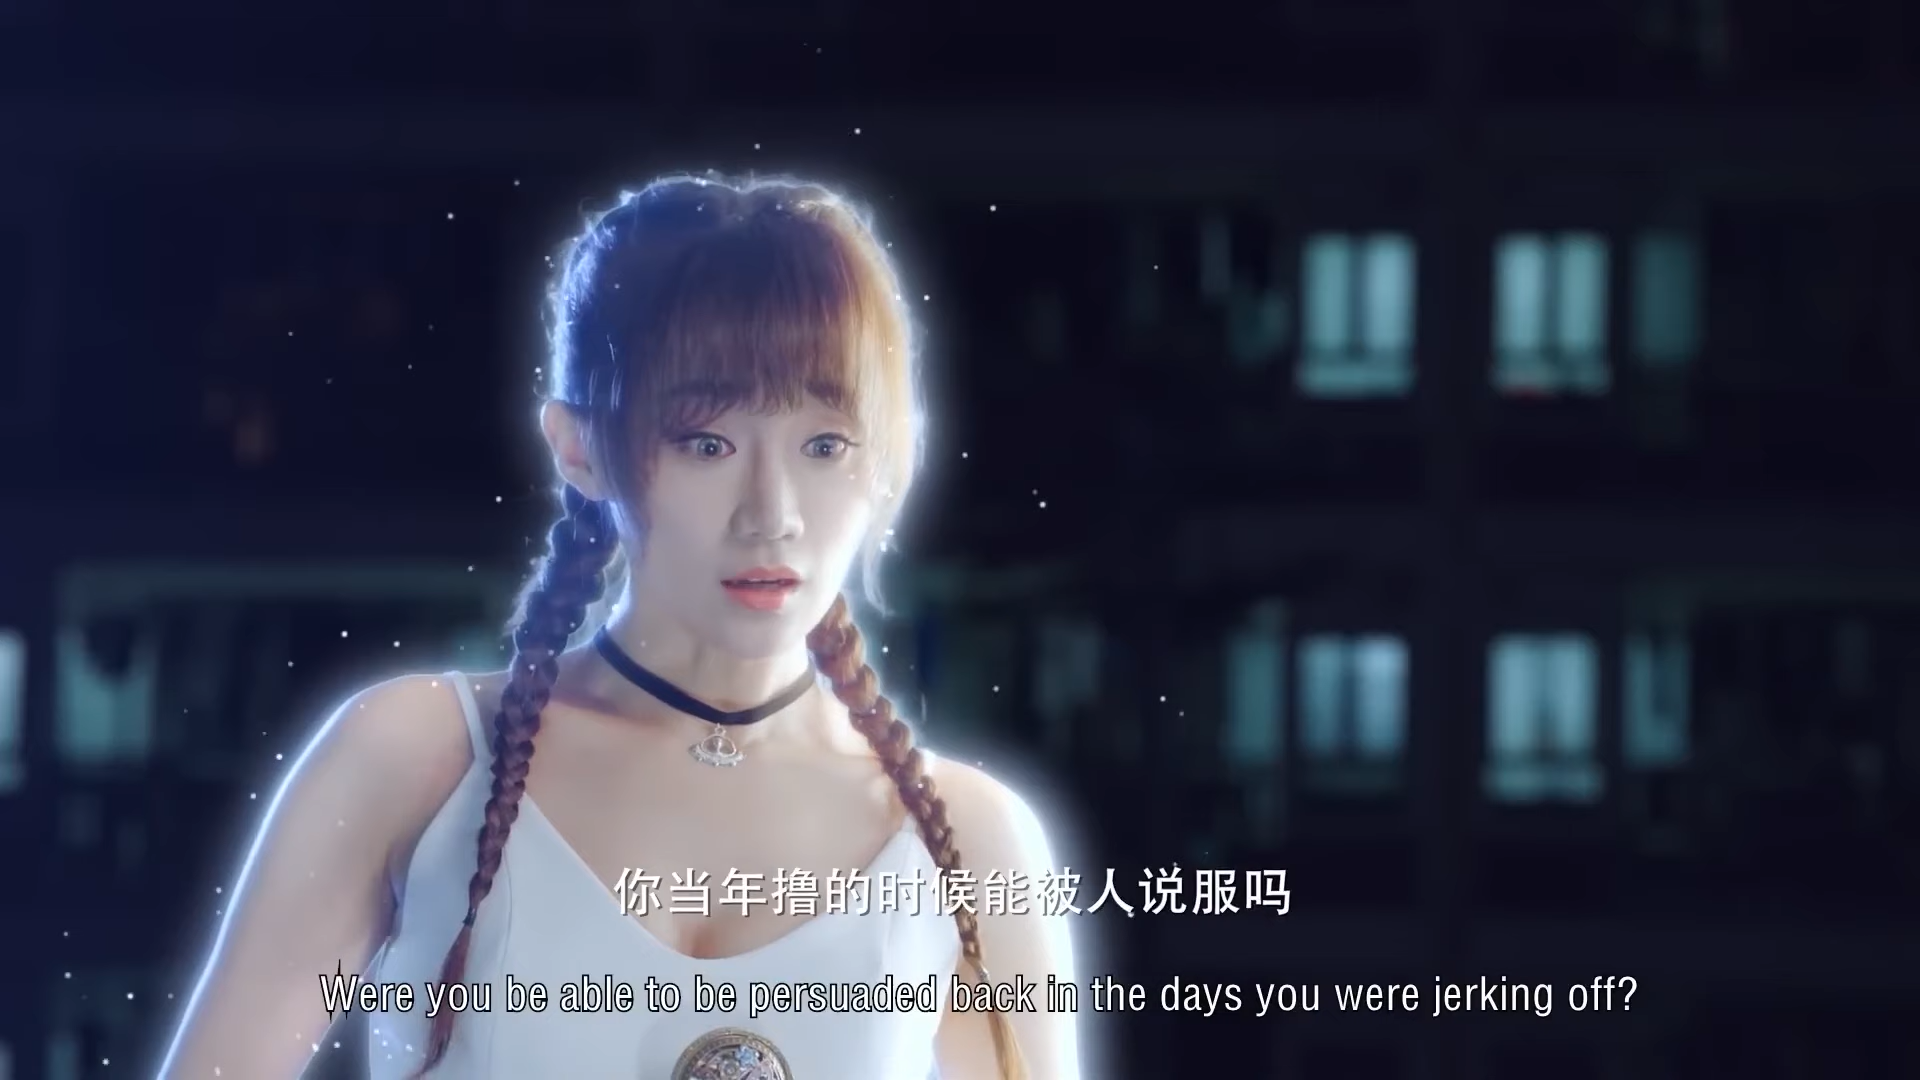 你当年撸的时候能被人说服吗
Were you be able to be persuaded back in the days you were jerking off?